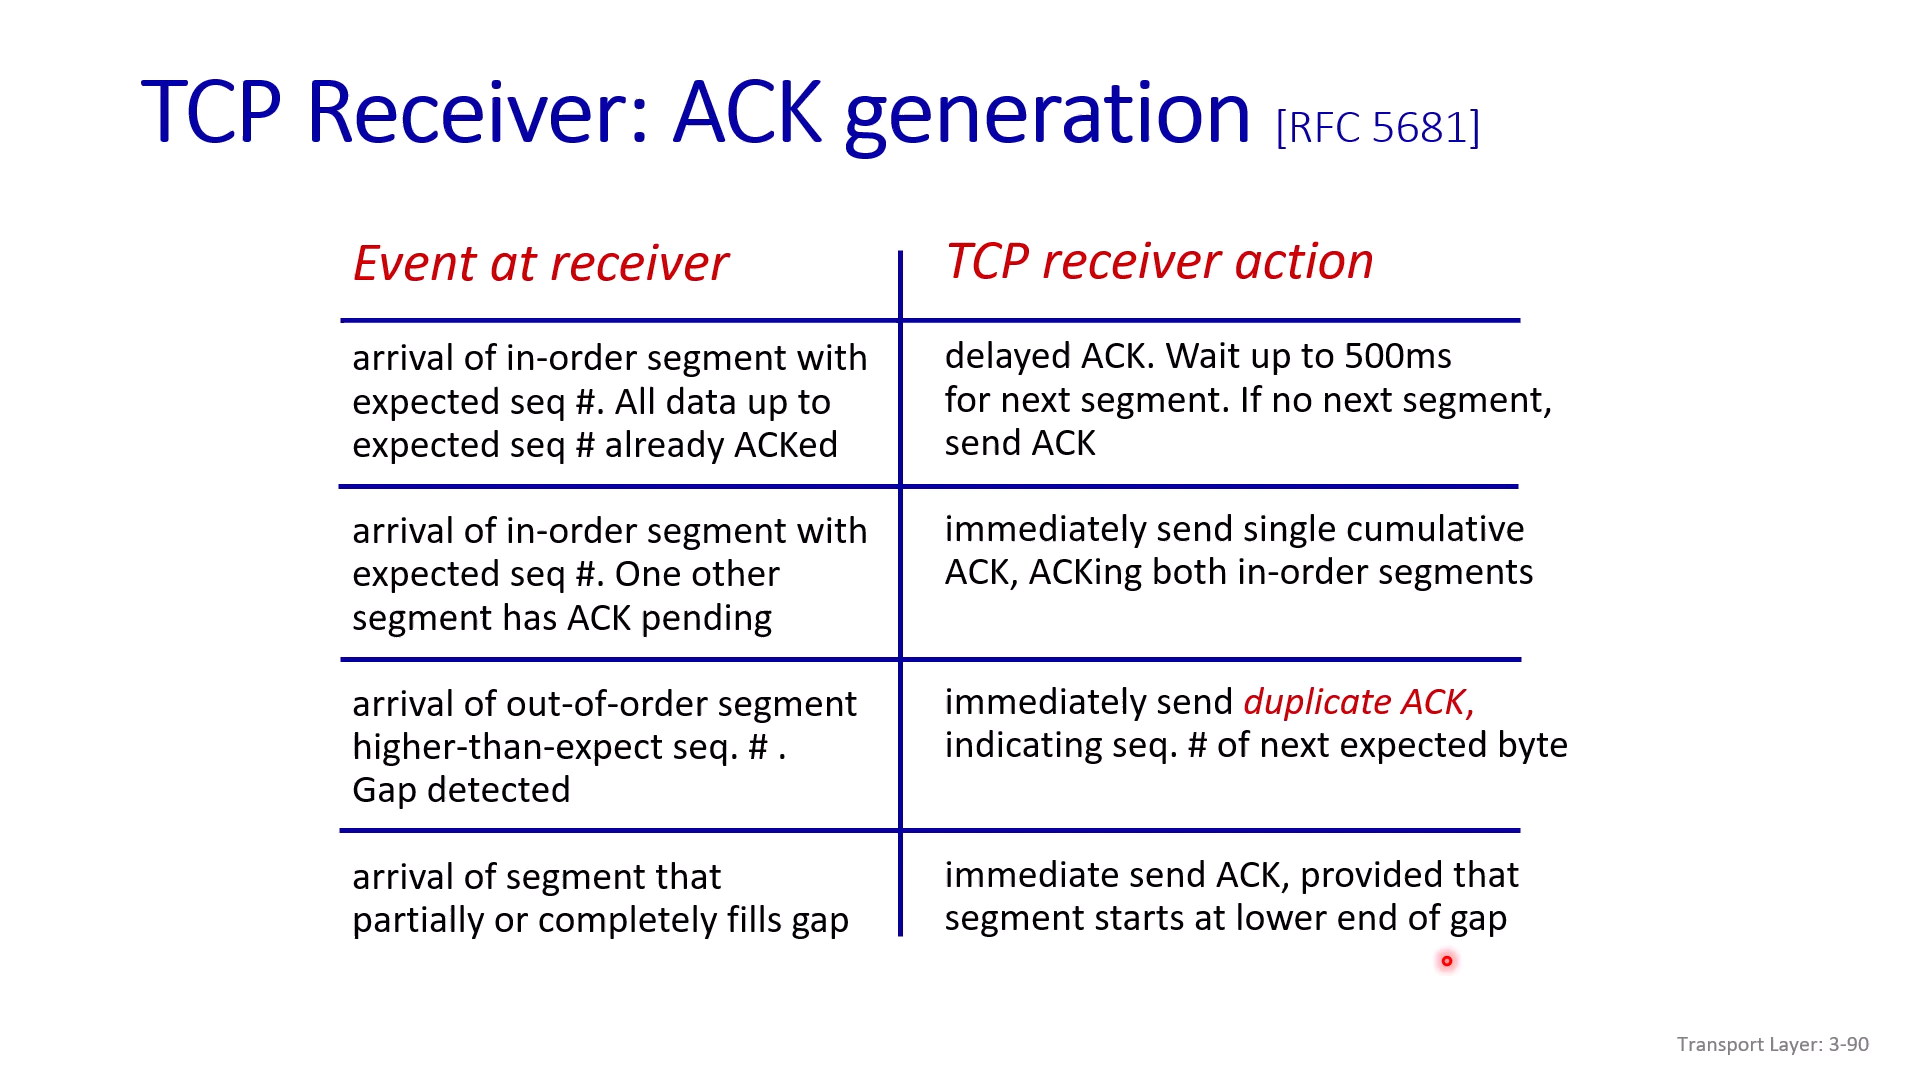 TCP Receiver: ACK generation [RFC 5681]
Event at receiver
TCP receiver action
arrival of in-order segment with
expected seq #. All data up to
expected seq # already ACKed
delayed ACK. Wait up to 500ms
for next segment. If no next segment,
send ACK
arrival of in-order segment with
expected seq #. One other
segment has ACK pending
immediately send single cumulative
ACK, ACKing both in-order segments
arrival of out-of-order segment
higher-than-expect seq. # .
Gap detected
immediately send duplicate ACK,
indicating seq. # of next expected byte
arrival of segment that
partially or completely fills gap
immediate send ACK, provided that
segment starts at lower end of gap
Transport Layer: 3-90